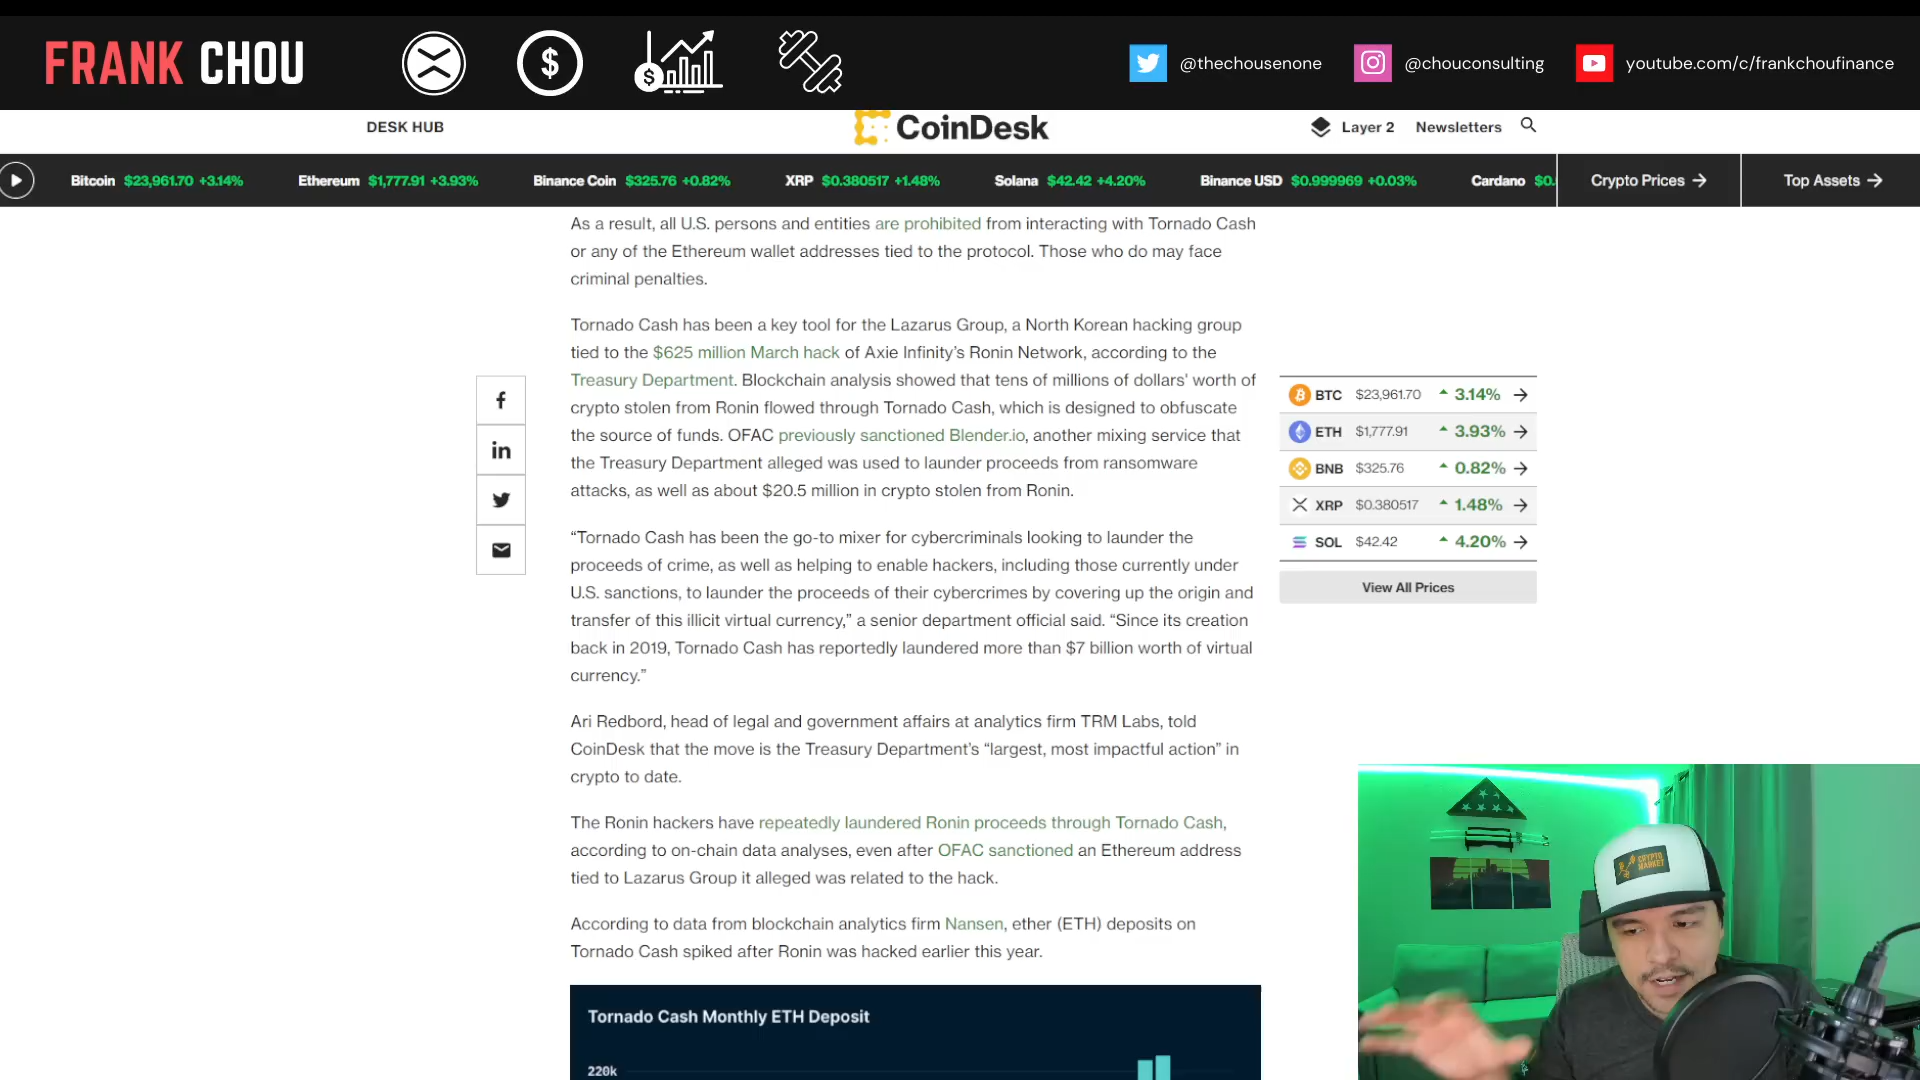 FRANK CHOU
@thechousenone
@chouconsulting
youtube.com/c/frankchoufinance
DESK HUB
CoinDesk
Layer 2
Newsletters
Bitcoin $23,961.70 +3.14%
Ethereum $1,777.91 +3.93%
Binance Coin $325.76 +0.82%
XRP $0.380517 +1.48%
Solana $42.42 +4.20%
Binance USD $0.999969 +0.03%
Cardano $0.
Crypto Prices →
Top Assets →
As a result, all U.S. persons and entities are prohibited from interacting with Tornado Cash
or any of the Ethereum wallet addresses tied to the protocol. Those who do may face
criminal penalties.
Tornado Cash has been a key tool for the Lazarus Group, a North Korean hacking group
tied to the $625 million March hack of Axie Infinity’s Ronin Network, according to the
Treasury Department. Blockchain analysis showed that tens of millions of dollars' worth of
crypto stolen from Ronin flowed through Tornado Cash, which is designed to obfuscate
the source of funds. OFAC previously sanctioned Blender.io, another mixing service that
the Treasury Department alleged was used to launder proceeds from ransomware
attacks, as well as about $20.5 million in crypto stolen from Ronin.
“Tornado Cash has been the go-to mixer for cybercriminals looking to launder the
proceeds of crime, as well as helping to enable hackers, including those currently under
U.S. sanctions, to launder the proceeds of their cybercrimes by covering up the origin and
transfer of this illicit virtual currency,” a senior department official said. “Since its creation
back in 2019, Tornado Cash has reportedly laundered more than $7 billion worth of virtual
currency.”
Ari Redbord, head of legal and government affairs at analytics firm TRM Labs, told
CoinDesk that the move is the Treasury Department’s “largest, most impactful action” in
crypto to date.
The Ronin hackers have repeatedly laundered Ronin proceeds through Tornado Cash,
according to on-chain data analyses, even after OFAC sanctioned an Ethereum address
tied to Lazarus Group it alleged was related to the hack.
According to data from blockchain analytics firm Nansen, ether (ETH) deposits on
Tornado Cash spiked after Ronin was hacked earlier this year.
Tornado Cash Monthly ETH Deposit
220k
BTC $23,961.70 3.14% →
ETH $1,777.91 3.93% →
BNB $325.76 0.82% →
XRP $0.380517 1.48% →
SOL $42.42 4.20% →
View All Prices
CRYPTO
MARKET